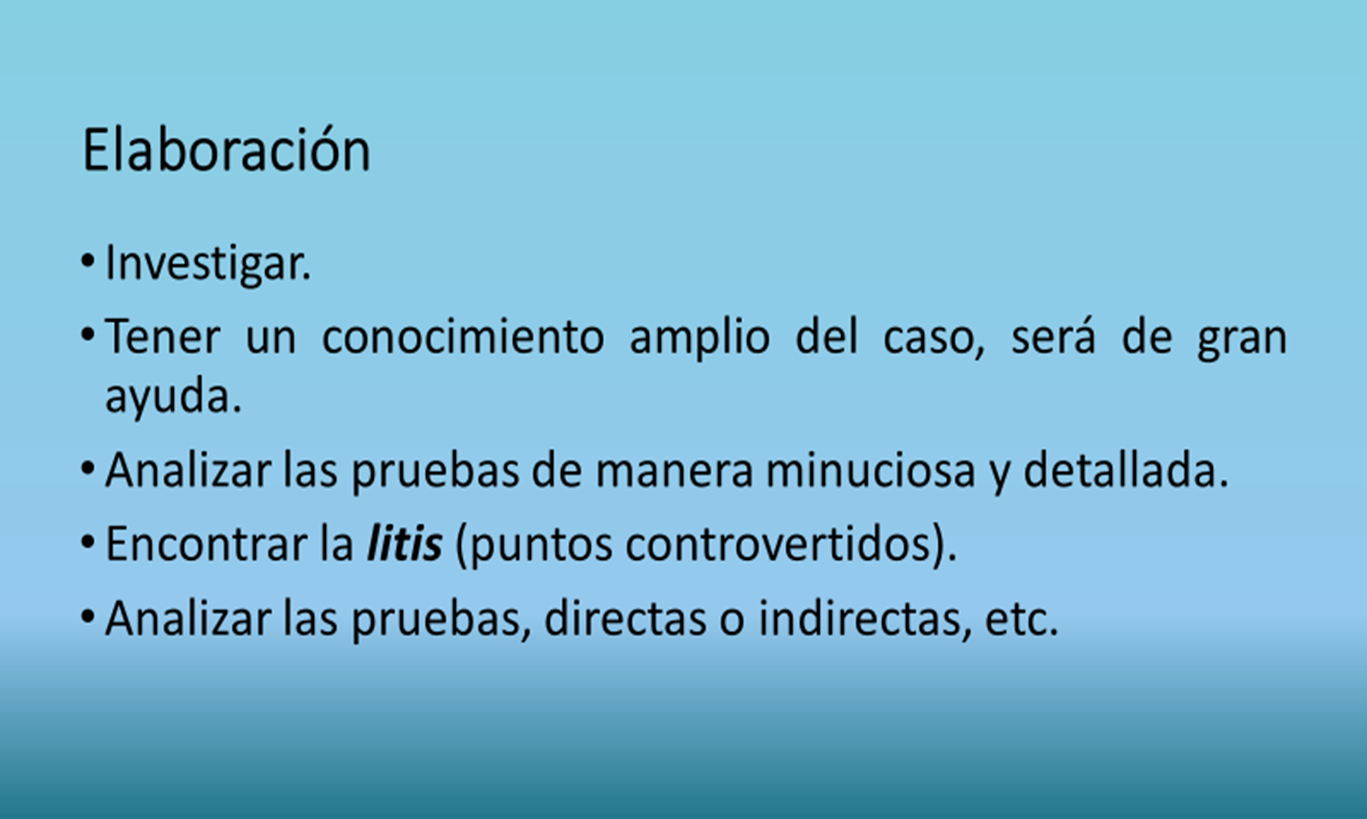 Elaboración
• Investigar.
• Tener un conocimiento amplio del caso, será de gran
ayuda.
• Analizar las pruebas de manera minuciosa y detallada.
• Encontrar la litis (puntos controvertidos).
• Analizar las pruebas, directas o indirectas, etc.